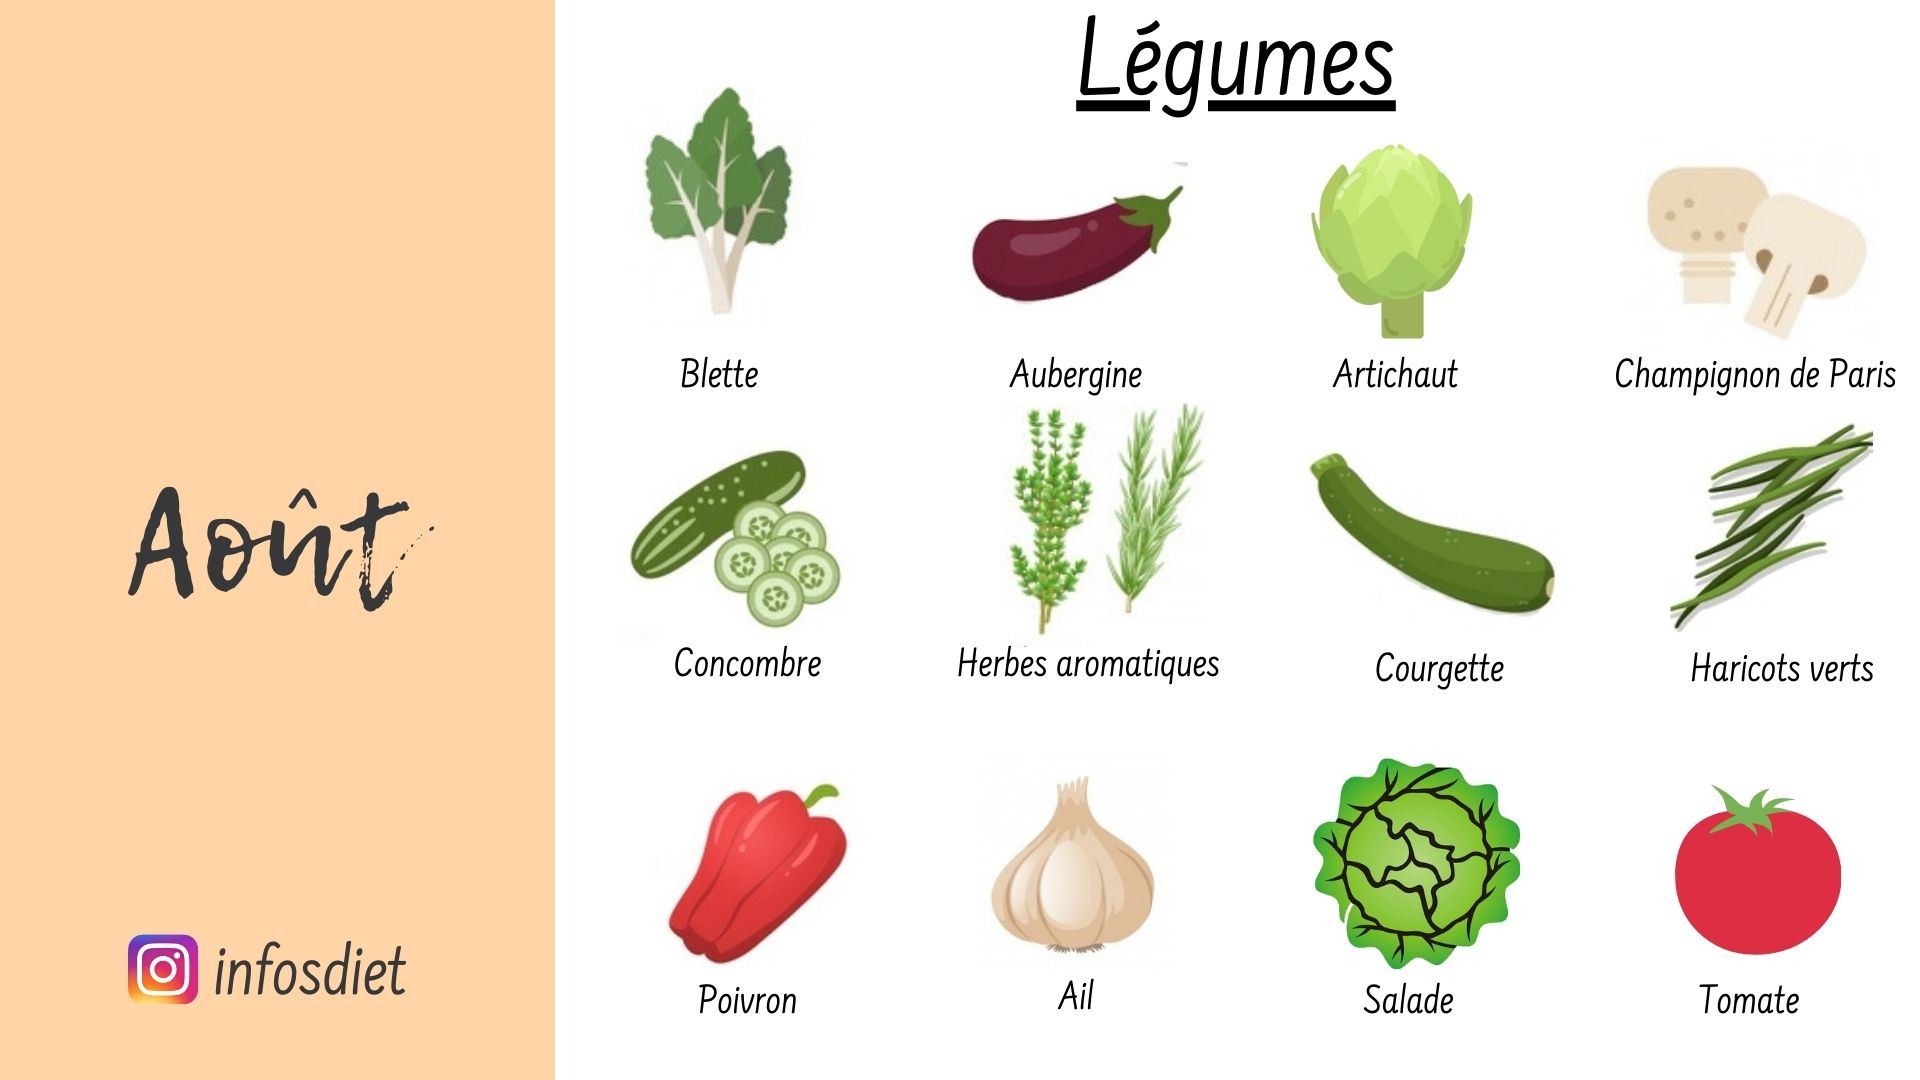 Août
infosdiet
Légumes
Blette
Aubergine
Artichaut
Champignon de Paris
Concombre
Herbes aromatiques
Courgette
Haricots verts
Poivron
Ail
Salade
Tomate